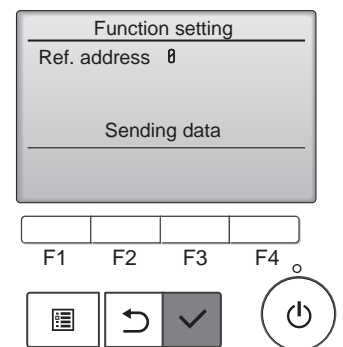 Function setting
Ref. address 0
Sending data
F1 F2 F3 F4